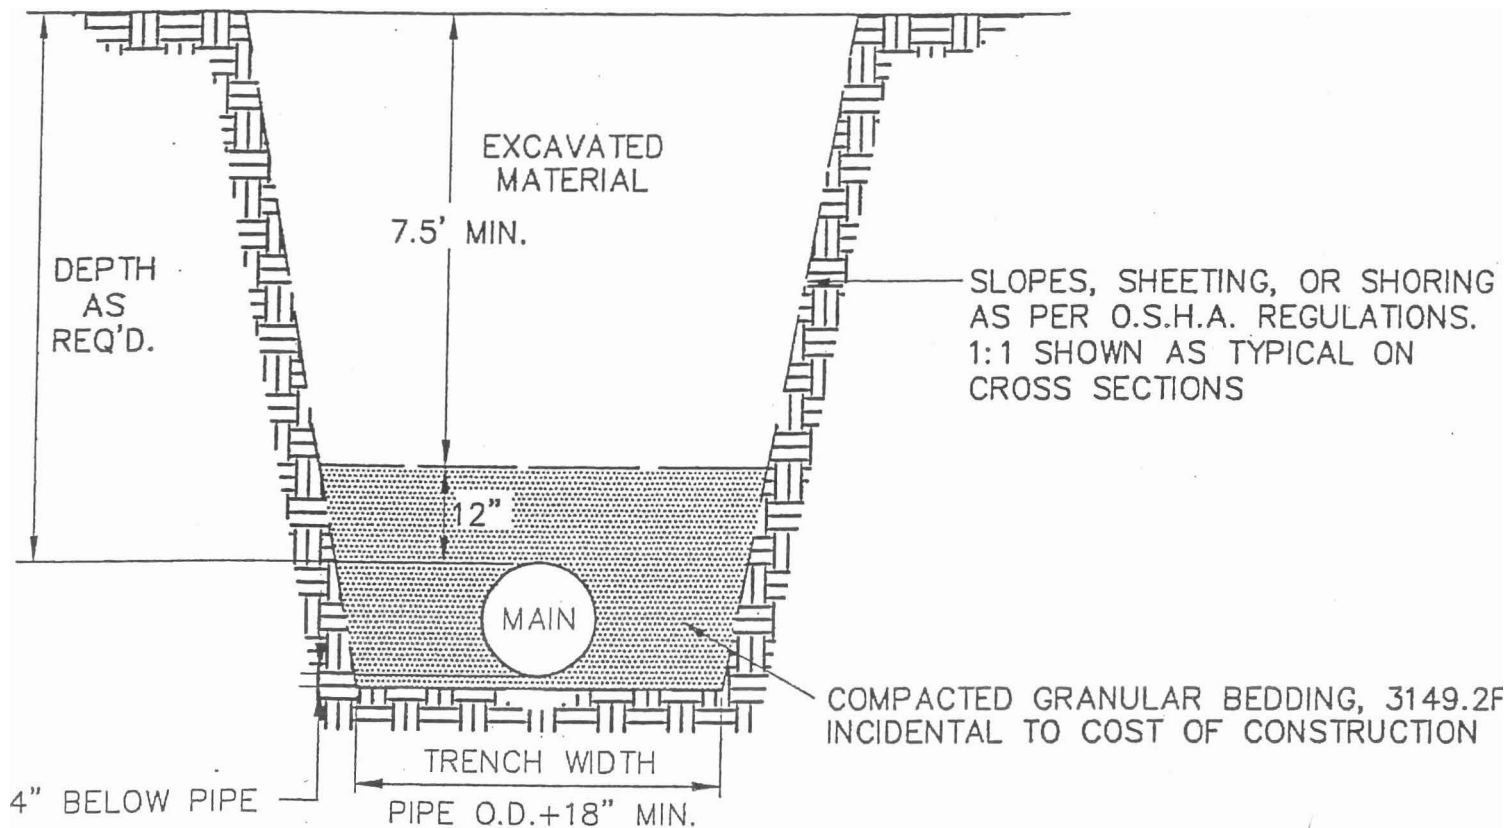 EXCAVATED
MATERIAL
7.5' MIN.
DEPTH
AS
REQ'D.
SLOPES, SHEETING, OR SHORING
AS PER O.S.H.A. REGULATIONS.
1:1 SHOWN AS TYPICAL ON
CROSS SECTIONS
12"
MAIN
COMPACTED GRANULAR BEDDING, 3149.2F
INCIDENTAL TO COST OF CONSTRUCTION
TRENCH WIDTH
4" BELOW PIPE
PIPE O.D.+18" MIN.